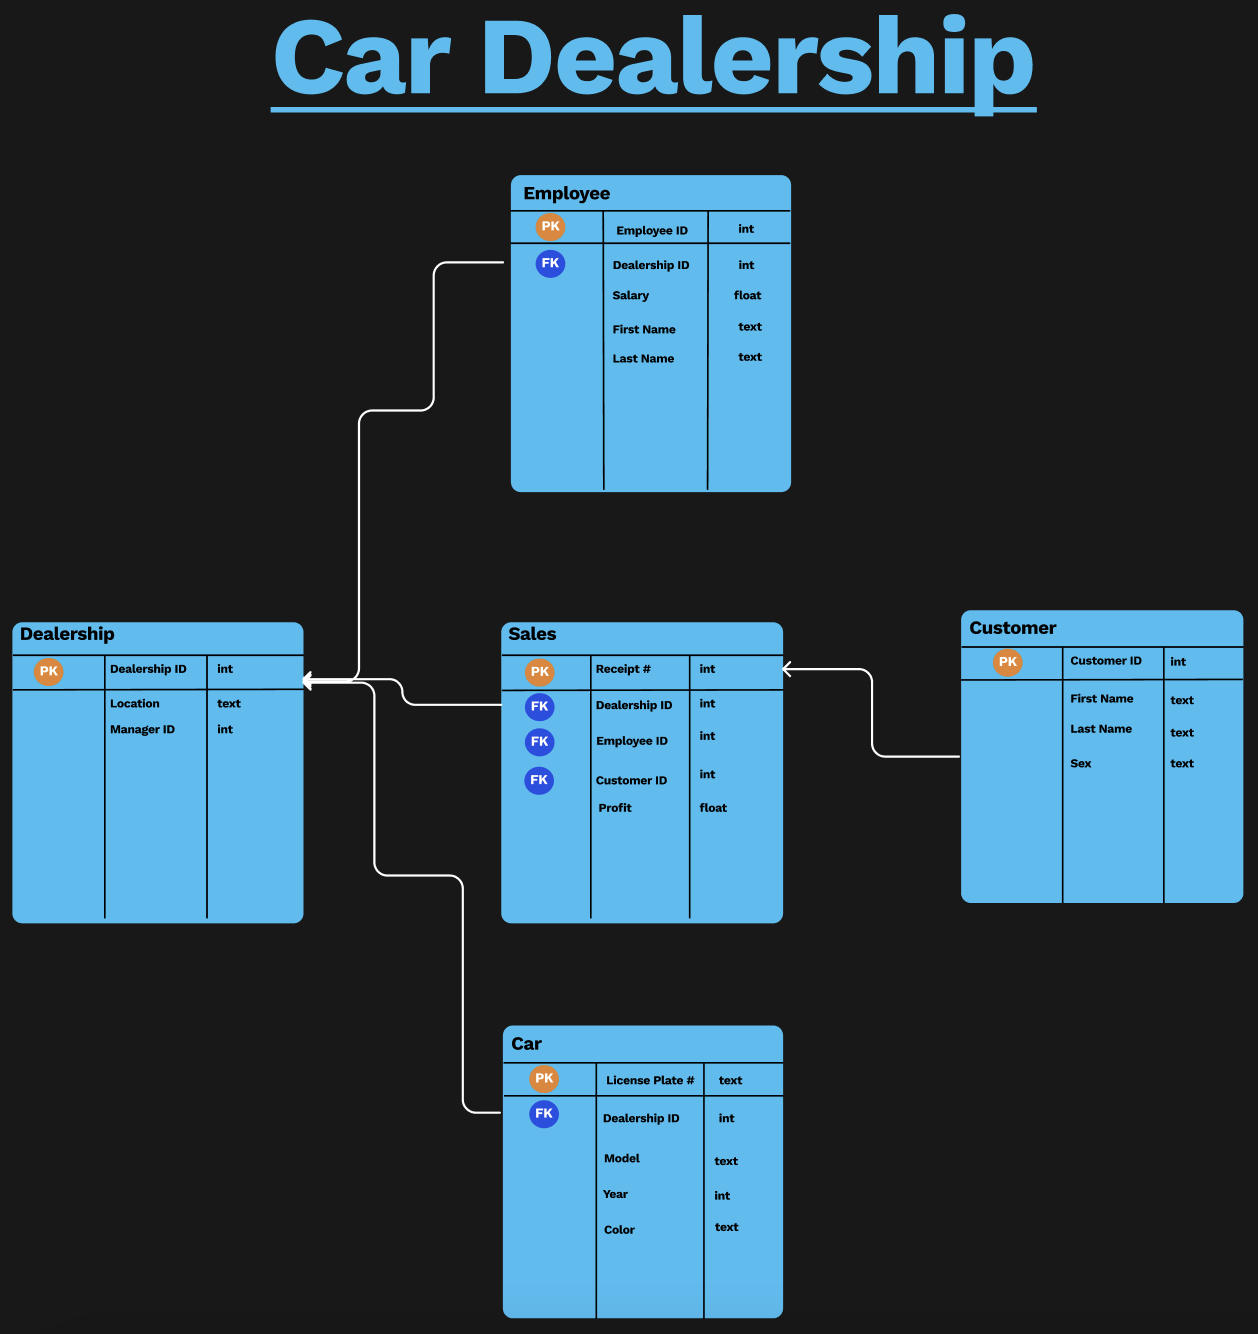 Car Dealership
Employee
PK Employee ID int
FK Dealership ID int
Salary float
First Name text
Last Name text
Dealership
PK Dealership ID int
Location text
Manager ID int
Sales
PK Receipt # int
FK Dealership ID int
FK Employee ID int
FK Customer ID int
Profit float
Customer
PK Customer ID int
First Name text
Last Name text
Sex text
Car
PK License Plate # text
FK Dealership ID int
Model text
Year int
Color text